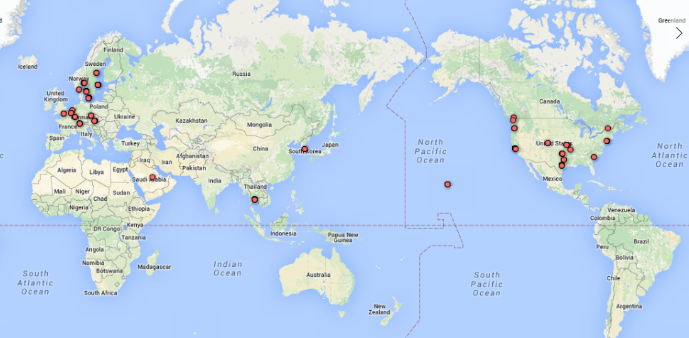 Greenland
Iceland
Finland
Sweden
Norway
Russia
Canada
United
Kingdom
Poland
Ukraine
France
Kazakhstan
Mongolia
Italy
Spain
Turkey
China
South Korea
Japan
North
Pacific
Ocean
United States
North
Atlantic
Ocean
Iraq
Iran
Afghanistan
Pakistan
Algeria
Libya
Egypt
Saudi Arabia
India
Thailand
Mexico
Mali
Niger
Sudan
Chad
Nigeria
Ethiopia
Venezuela
Colombia
DR Congo
Kenya
Tanzania
Indonesia
Papua New
Guinea
Peru
Brazil
Angola
Bolivia
Namibia
Botswana
Madagascar
Indian
Ocean
Australia
South
Atlantic
Ocean
South
Pacific
Ocean
Chile
South Africa
New
Zealand
Argentina